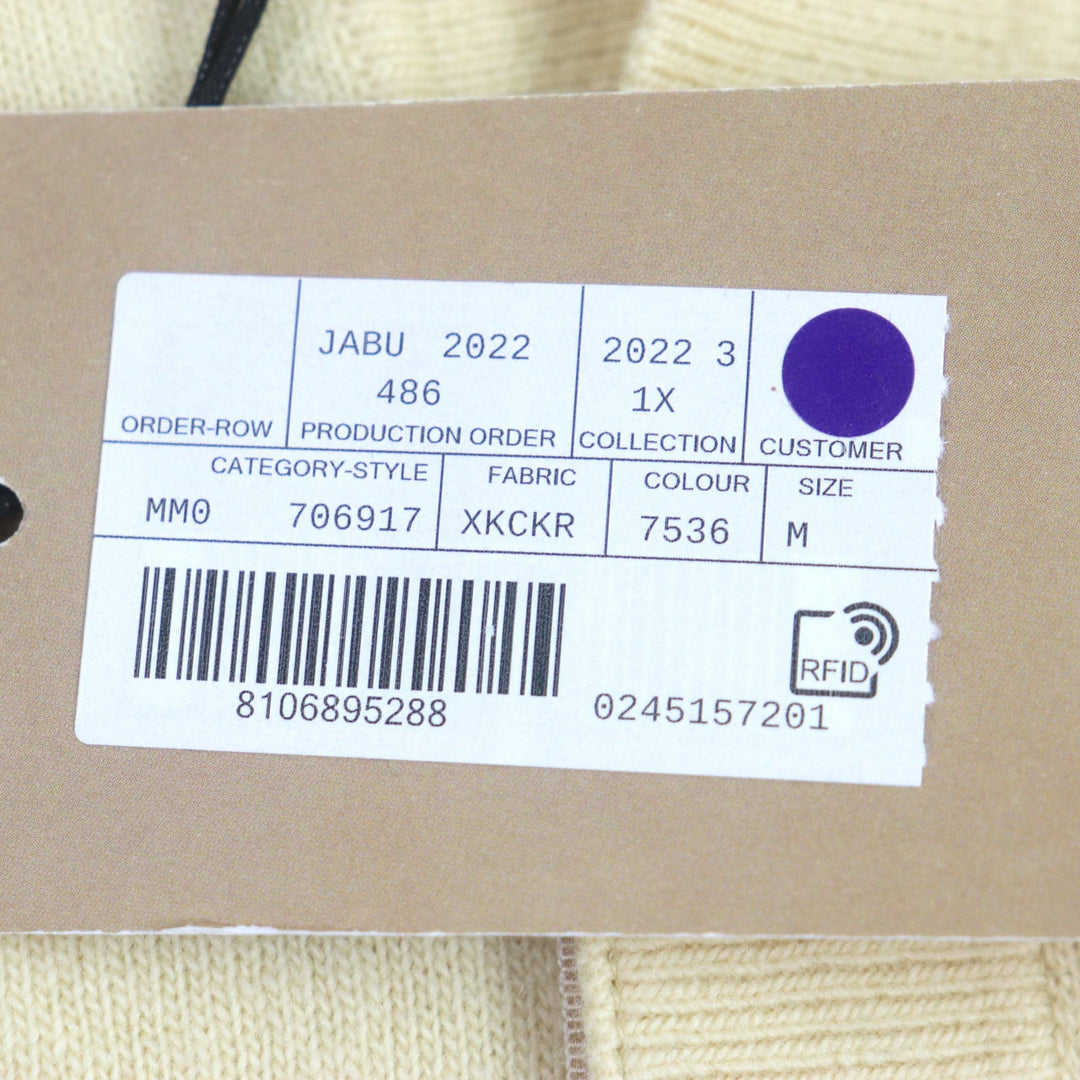 JABU 2022
486
2022 3
1X
ORDER-ROW
PRODUCTION ORDER
COLLECTION
CUSTOMER
CATEGORY-STYLE
FABRIC
COLOUR
SIZE
MM0 706917
XKCKR
7536
M
RFID
8106895288
0245157201